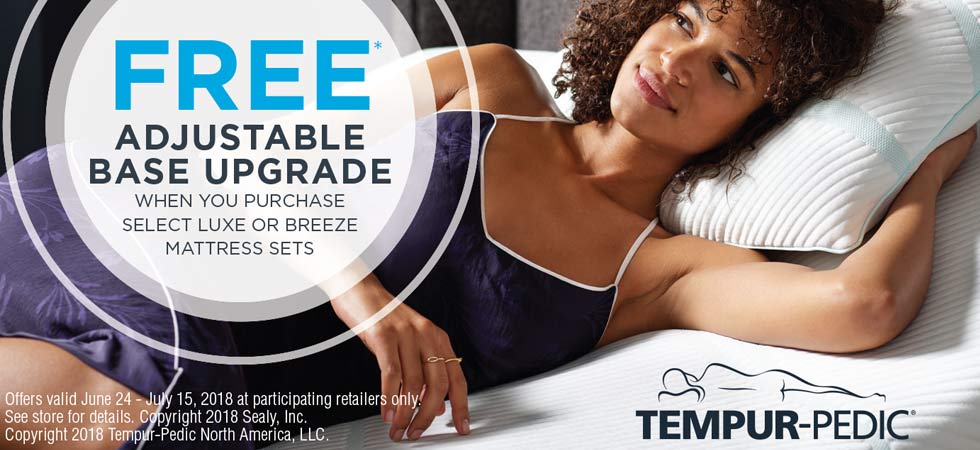 FREE*
ADJUSTABLE
BASE UPGRADE
WHEN YOU PURCHASE
SELECT LUXE OR BREEZE
MATTRESS SETS
Offers valid June 24 - July 15, 2018 at participating retailers only.
See store for details. Copyright 2018 Sealy, Inc.
Copyright 2018 Tempur-Pedic North America, LLC.
TEMPUR-PEDIC®